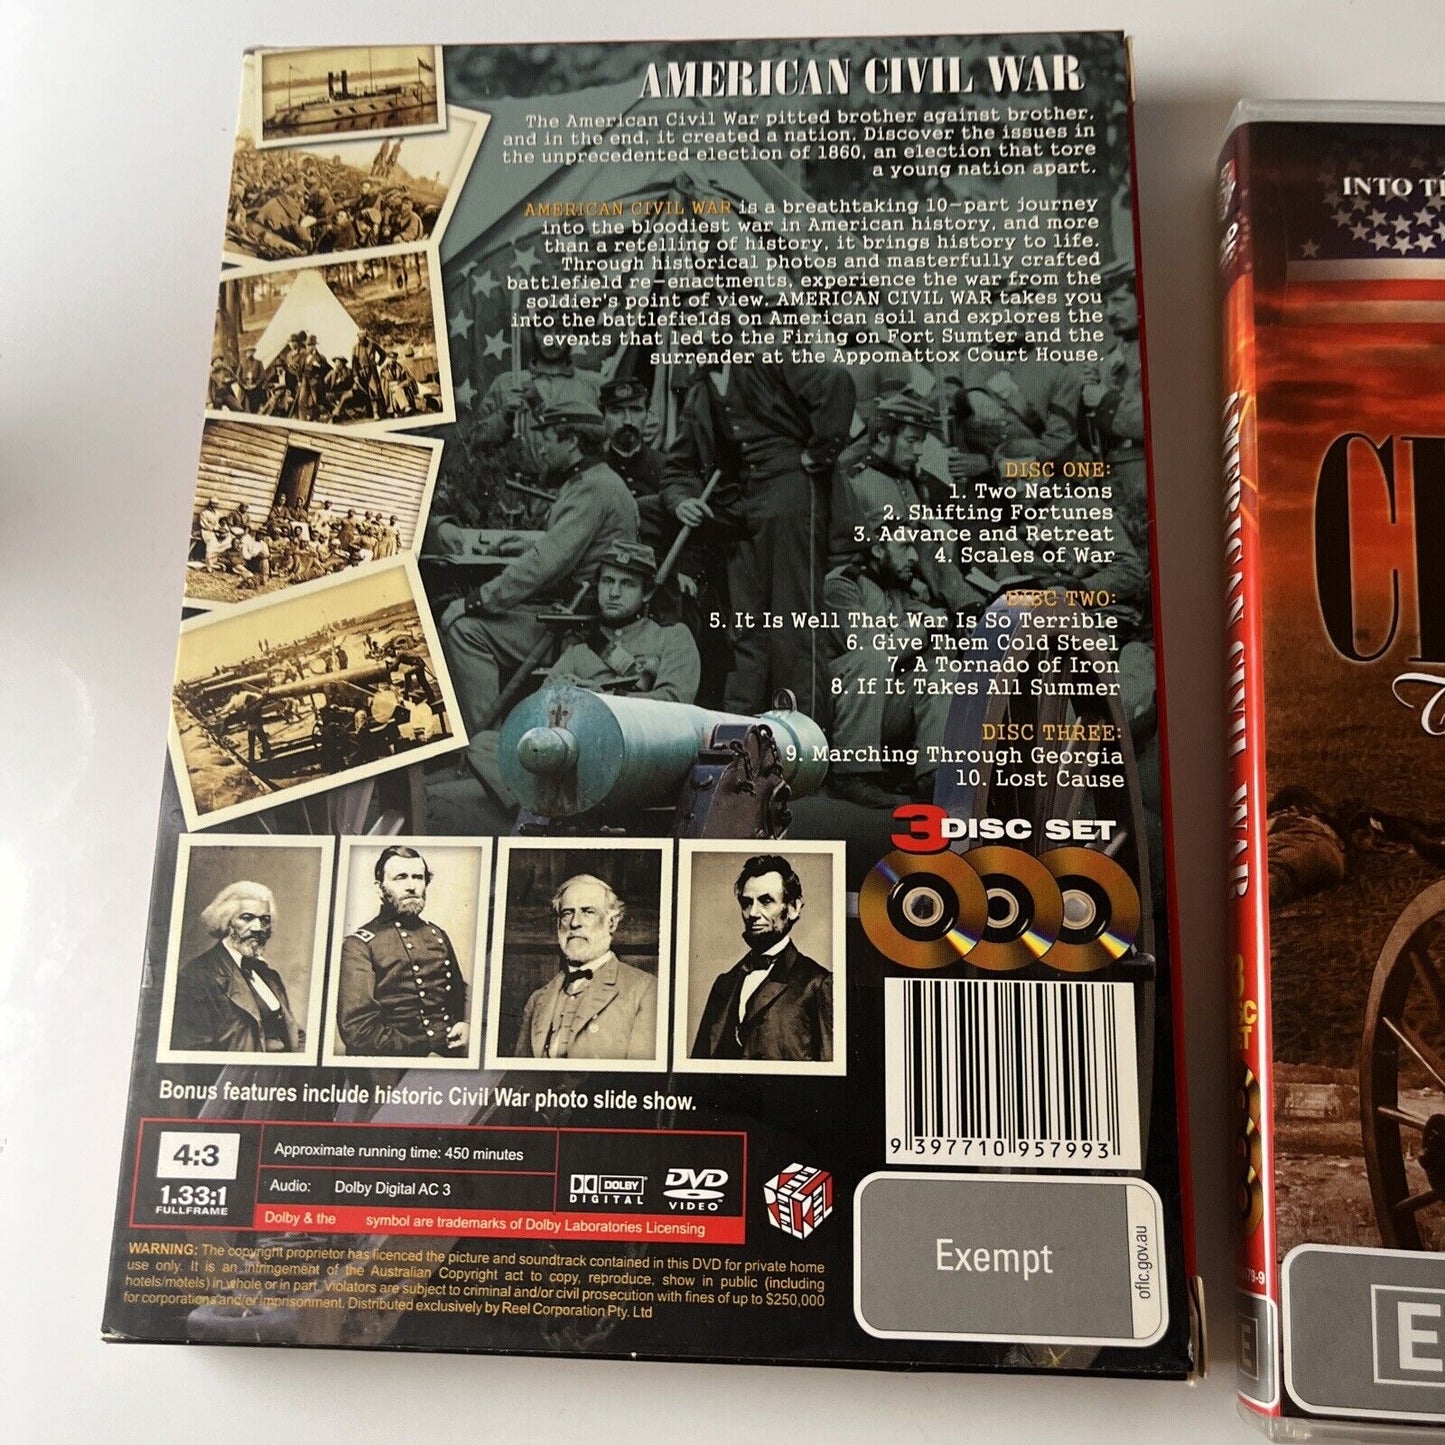 AMERICAN CIVIL WAR
The American Civil War pitted brother against brother,
and in the end, it created a nation. Discover the issues in
the unprecedented election of 1860, an election that tore
a young nation apart.
AMERICAN CIVIL WAR is a breathtaking 10-part journey
into the bloodiest war in American history, and more
than a retelling of history, it brings history to life.
Through historical photos and masterfully crafted
battlefield re-enactments, experience the war from the
soldier's point of view. AMERICAN CIVIL WAR takes you
into the battlefields on American soil and explores the
events that led to the Firing on Fort Sumter and the
surrender at the Appomattox Court House.
DISC ONE:
1. Two Nations
2. Shifting Fortunes
3. Advance and Retreat
4. Scales of War
DISC TWO:
5. It Is Well That War Is So Terrible
6. Give Them Cold Steel
7. A Tornado of Iron
8. If It Takes All Summer
DISC THREE:
9. Marching Through Georgia
10. Lost Cause
3 DISC SET
Bonus features include historic Civil War photo slide show.
4:3
1.33:1
FULLFRAME
Approximate running time: 450 minutes
Audio: Dolby Digital AC 3
Dolby & the symbol are trademarks of Dolby Laboratories Licensing
DOLBY
DIGITAL
DVD
VIDEO
REEL
9 397710 957993
WARNING: The copyright proprietor has licenced the picture and soundtrack contained in this DVD for private home
use only. It is an infringement of the Australian Copyright act to copy, reproduce, show in public (including
hotels/motels) in whole or in part. Violators are subject to criminal and/or civil prosecution with fines of up to $250,000
for corporations and/er imprisonment. Distributed exclusively by Reel Corporation Pty. Ltd
Exempt
oflc.gov.au
INTO
AMERICAN CIVIL WAR
E
E